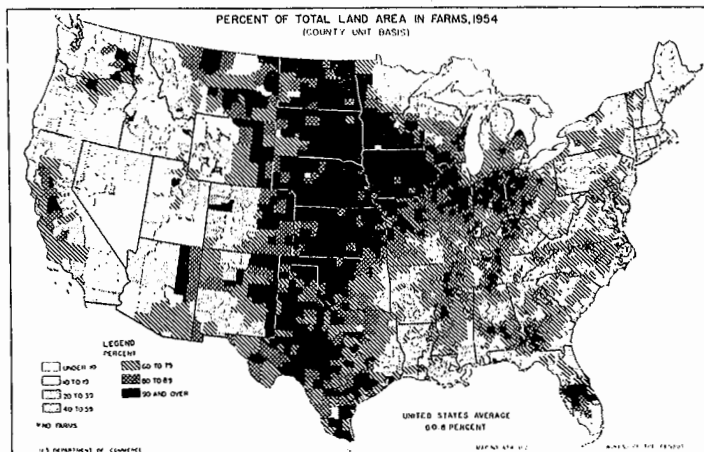 PERCENT OF TOTAL LAND AREA IN FARMS, 1954
(COUNTY UNIT BASIS)
LEGEND
PERCENT
UNDER 10
10 TO 19
20 TO 39
40 TO 59
60 TO 79
80 TO 89
90 AND OVER
NO FARMS
UNITED STATES AVERAGE
60.8 PERCENT
U.S. DEPARTMENT OF COMMERCE
BUREAU OF THE CENSUS